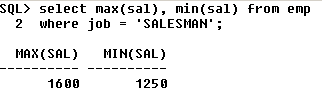 SQL> select max(sal), min(sal) from emp
  2  where job = 'SALESMAN';
  MAX(SAL)   MIN(SAL)
---------- ----------
      1600       1250